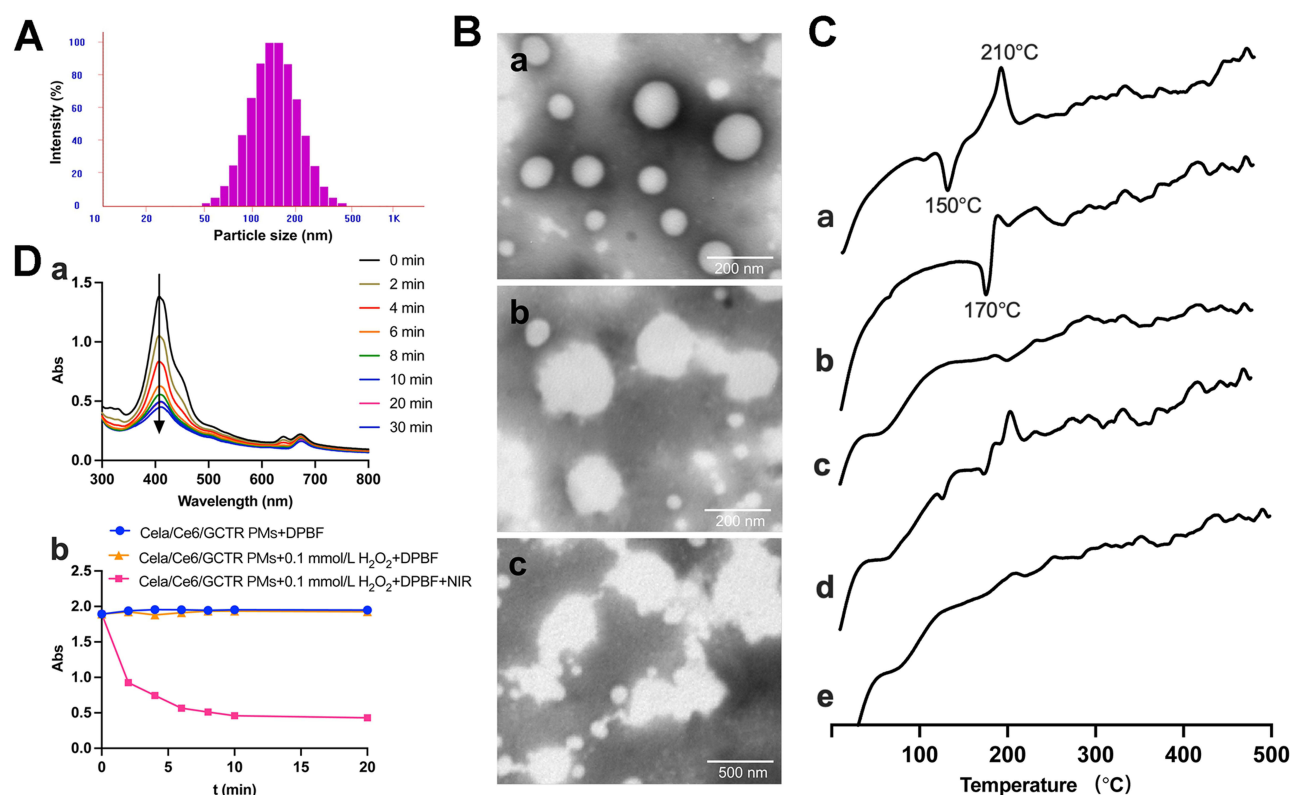 A
Intensity (%)
100
80
60
40
20
0
10 20 50 100 200 500 1K
Particle size (nm)
B
a
200 nm
b
200 nm
c
500 nm
C
210°C
150°C
a
170°C
b
c
d
e
100 200 300 400 500
Temperature (°C)
D
a
Abs
1.5
1.0
0.5
0.0
300 400 500 600 700 800
Wavelength (nm)
0 min
2 min
4 min
6 min
8 min
10 min
20 min
30 min
b
Cela/Ce6/GCTR PMs+DPBF
Cela/Ce6/GCTR PMs+0.1 mmol/L H₂O₂+DPBF
Cela/Ce6/GCTR PMs+0.1 mmol/L H₂O₂+DPBF+NIR
Abs
2.5
2.0
1.5
1.0
0.5
0.0
0 5 10 15 20
t (min)